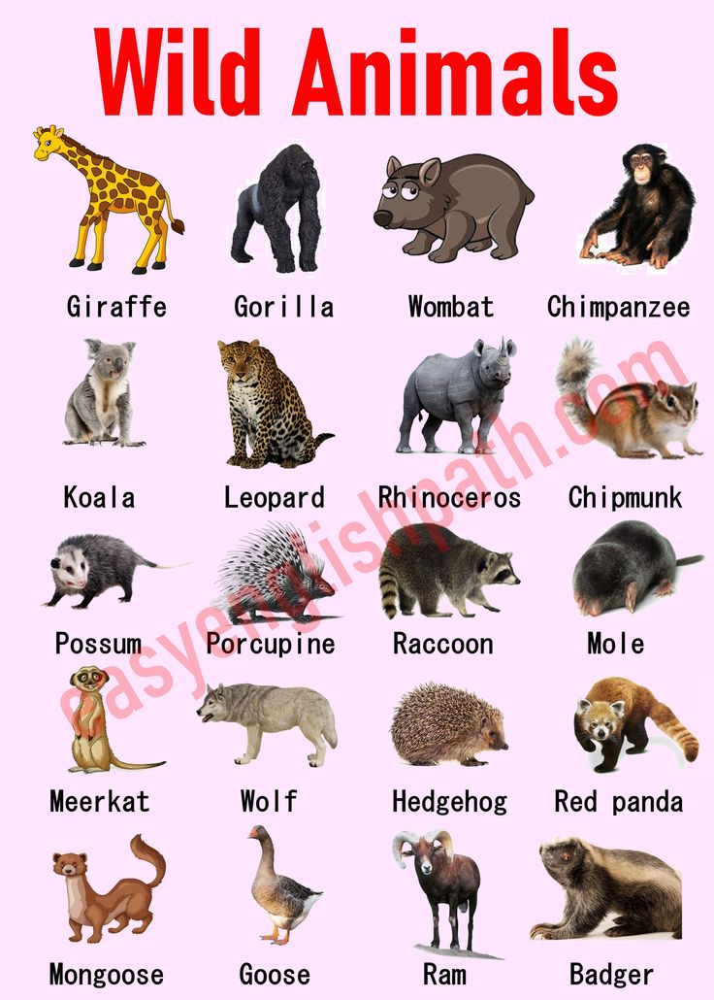 Wild Animals
Giraffe Gorilla Wombat Chimpanzee
Koala Leopard Rhinoceros Chipmunk
Possum Porcupine Raccoon Mole
Meerkat Wolf Hedgehog Red panda
Mongoose Goose Ram Badger
easyenglishpath.com